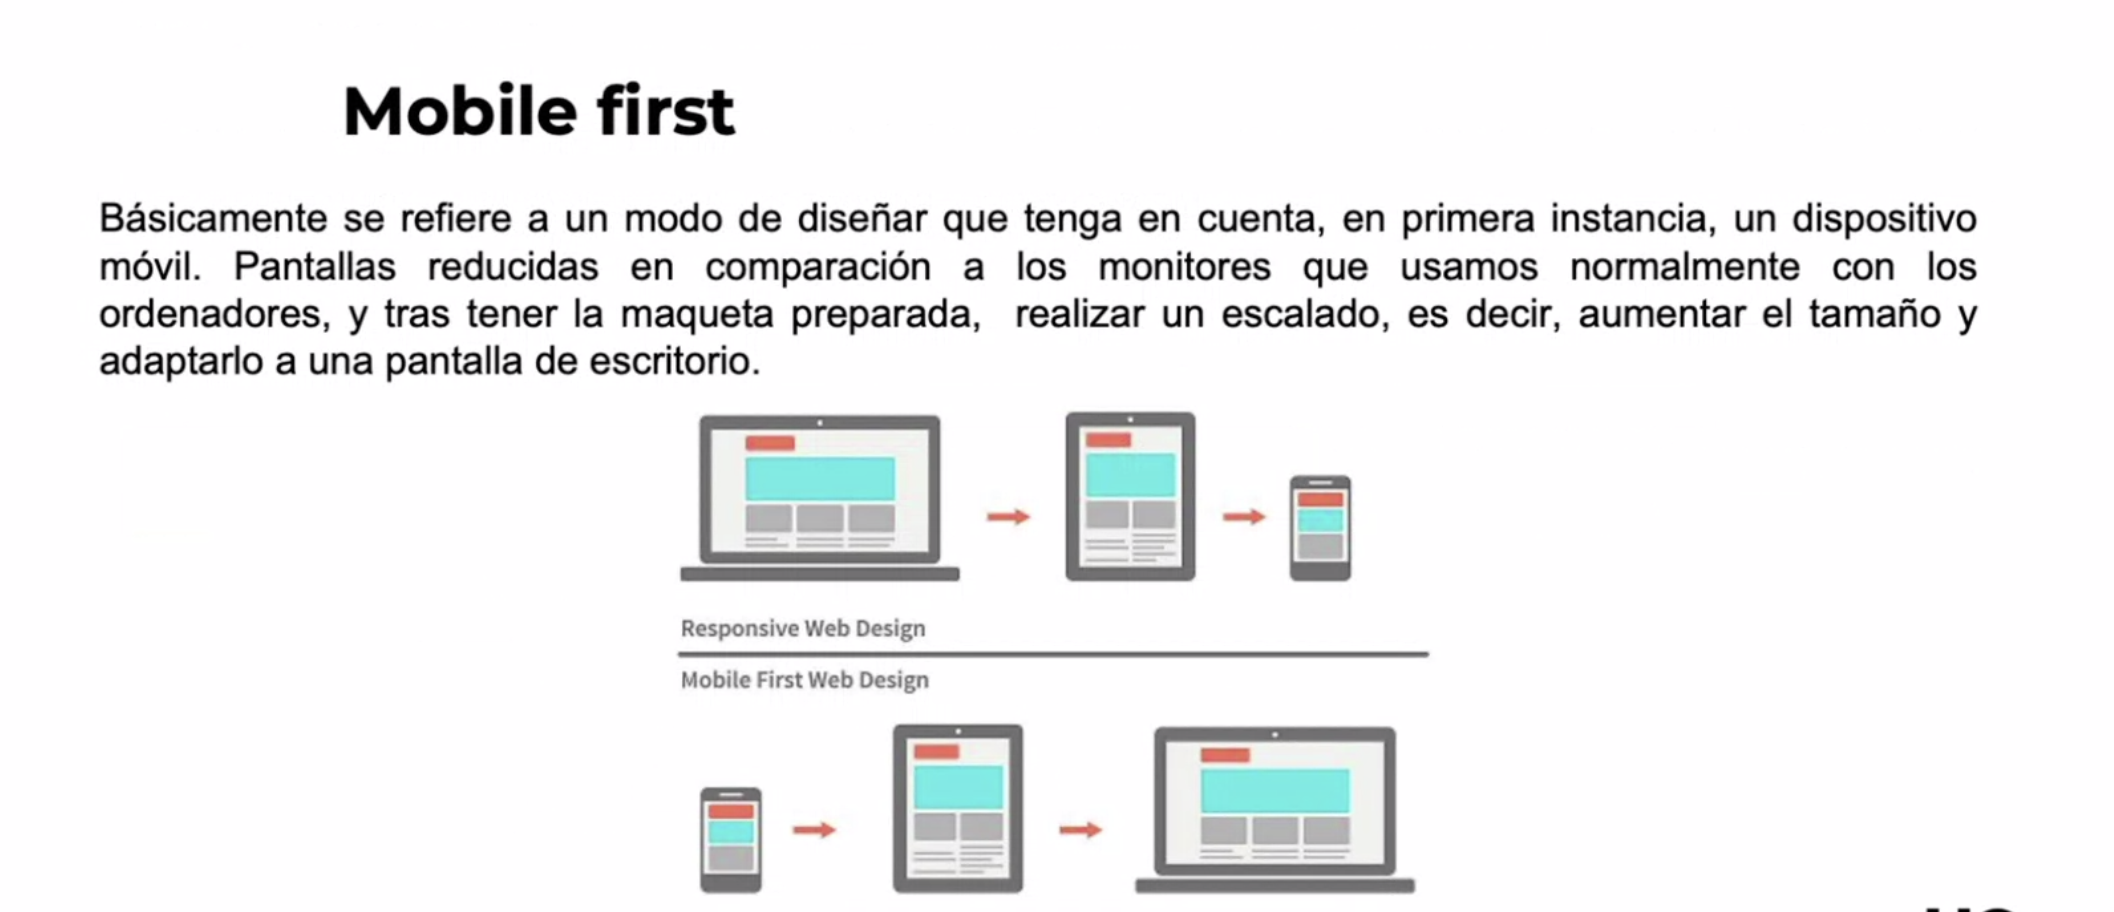 Mobile first
Básicamente se refiere a un modo de diseñar que tenga en cuenta, en primera instancia, un dispositivo
móvil. Pantallas reducidas en comparación a los monitores que usamos normalmente con los
ordenadores, y tras tener la maqueta preparada, realizar un escalado, es decir, aumentar el tamaño y
adaptarlo a una pantalla de escritorio.
Responsive Web Design
Mobile First Web Design